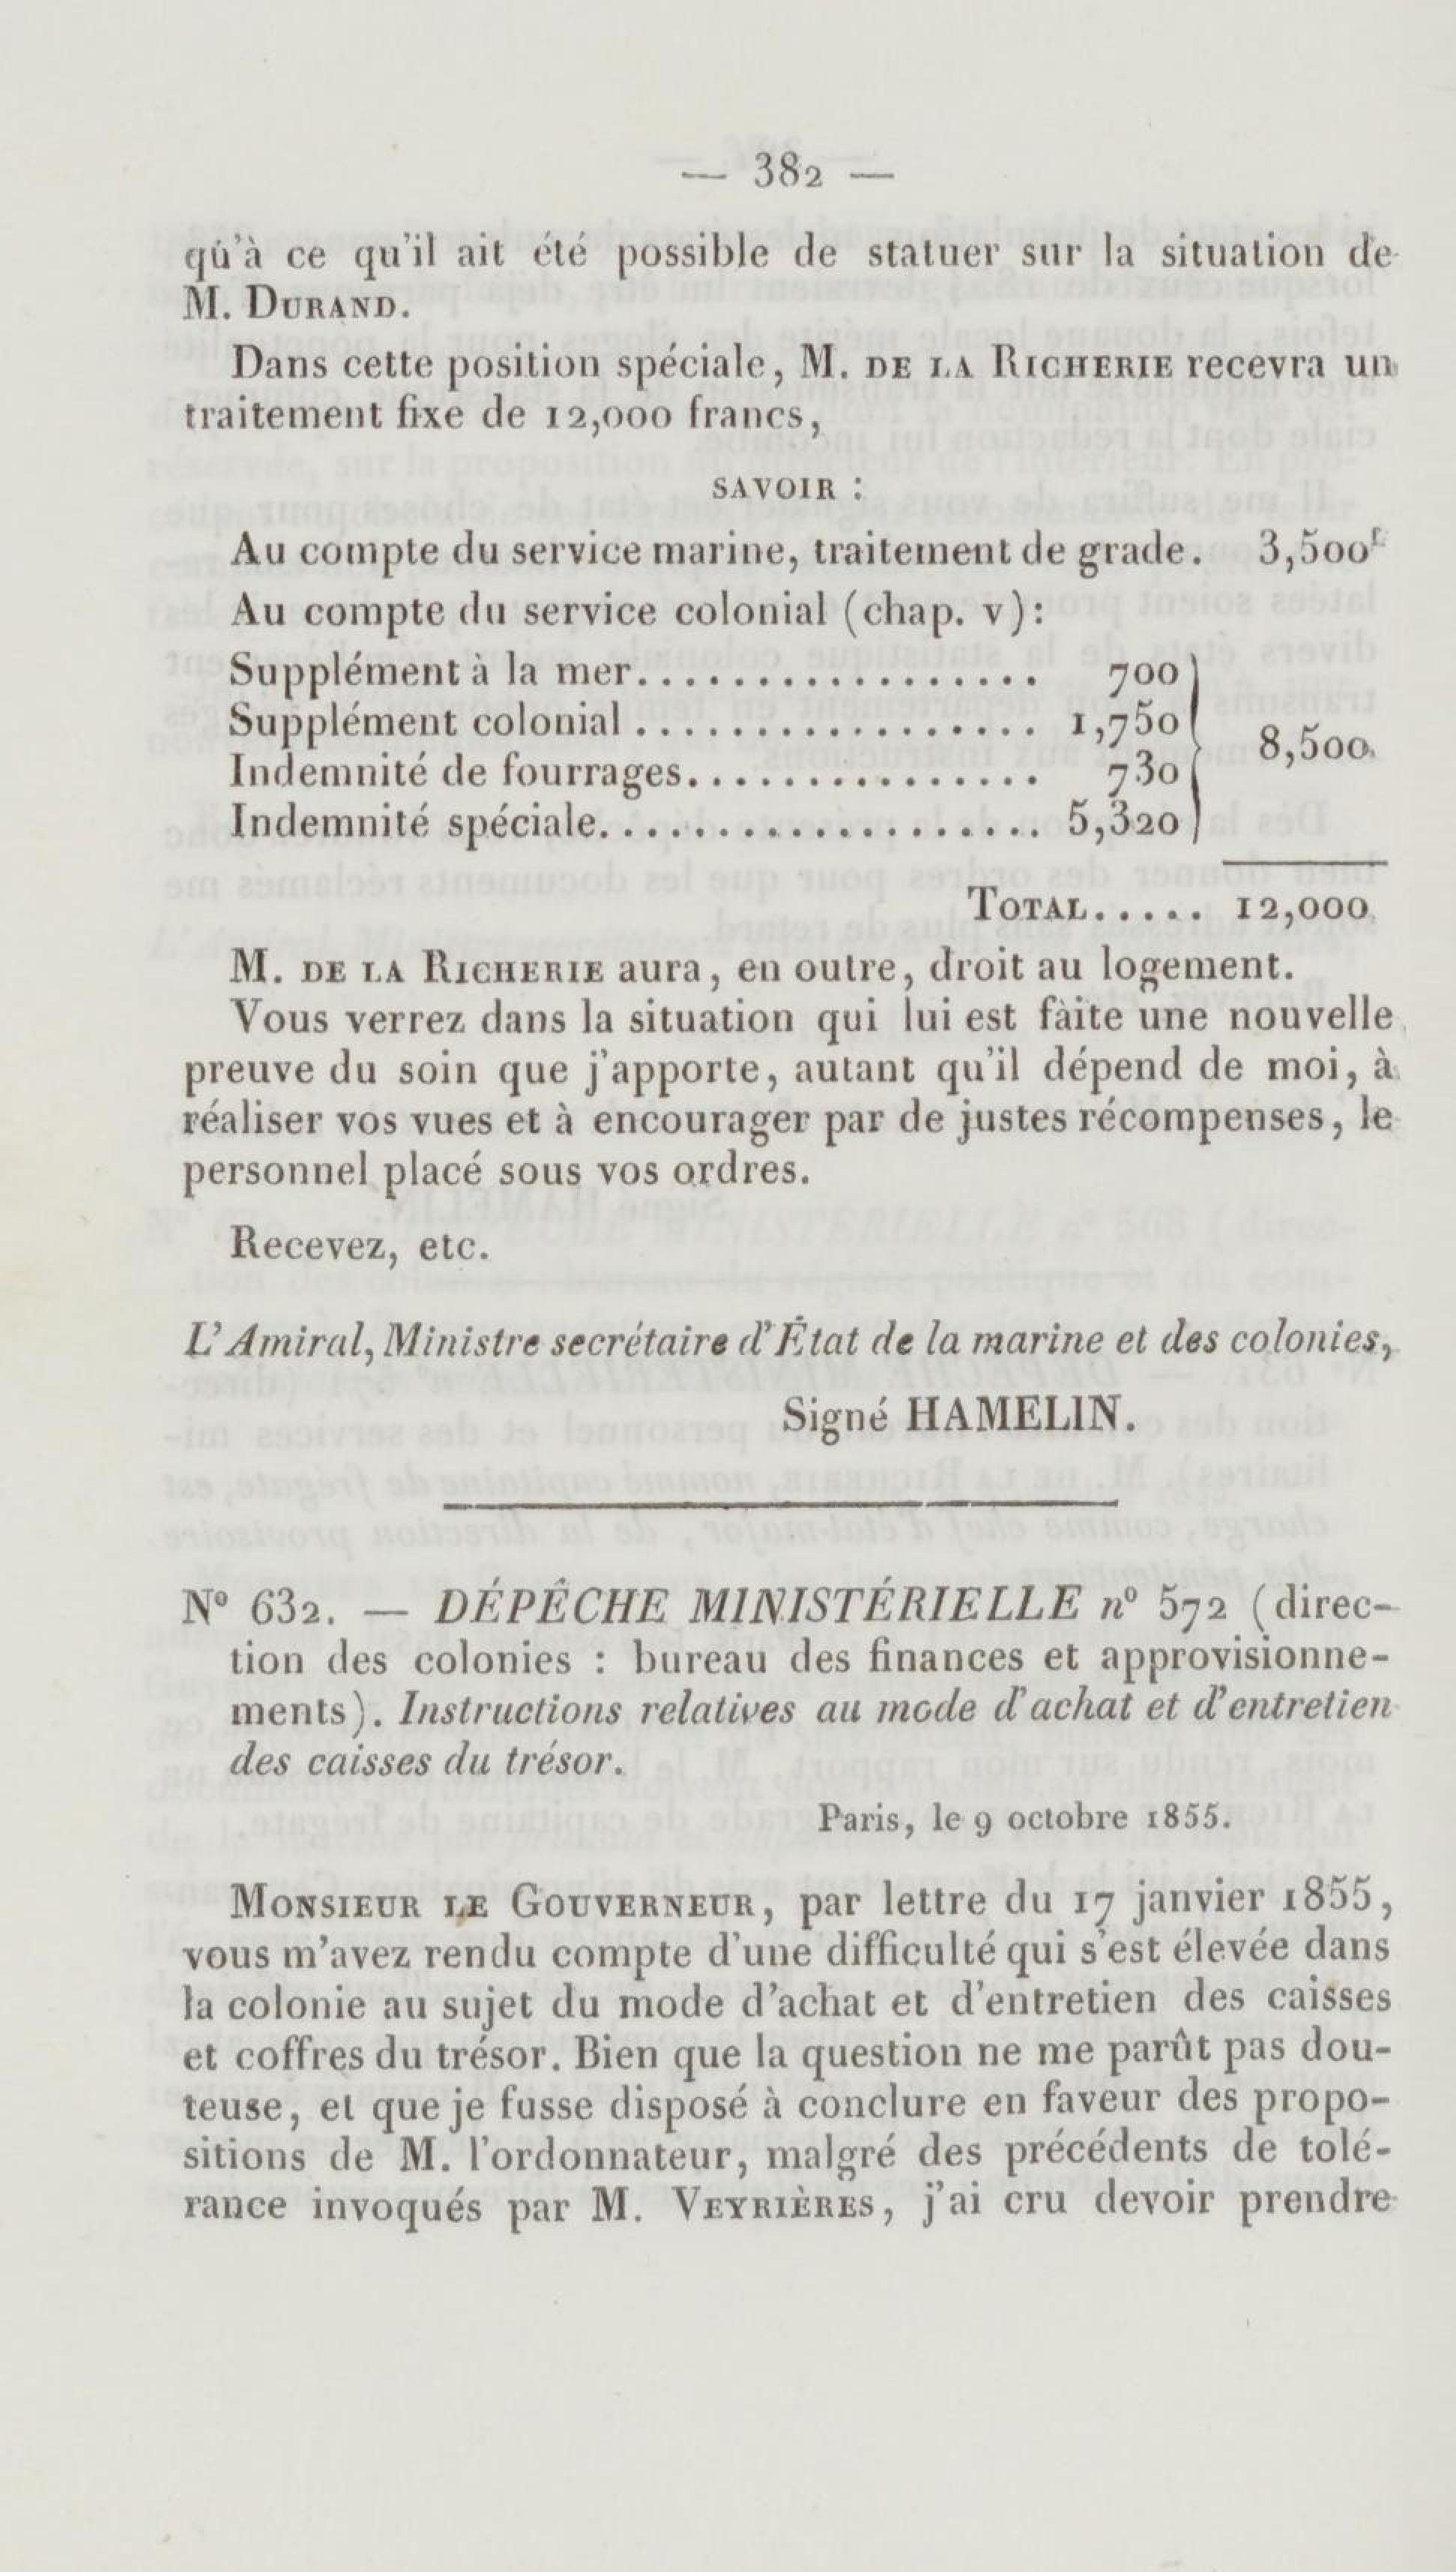 — 382 —
qu'à ce qu'il ait été possible de statuer sur la situation de
M. DURAND.
Dans cette position spéciale, M. DE LA RICHERIE recevra un
traitement fixe de 12,000 francs,
SAVOIR :
Au compte du service marine, traitement de grade. 3,500f
Au compte du service colonial (chap. v):
Supplément à la mer................. 700
Supplément colonial................. 1,750
8,500
Indemnité de fourrages............... 730
Indemnité spéciale................... 5,320
TOTAL..... 12,000
M. DE LA RICHERIE aura, en outre, droit au logement.
Vous verrez dans la situation qui lui est faite une nouvelle
preuve du soin que j'apporte, autant qu'il dépend de moi, à
réaliser vos vues et à encourager par de justes récompenses, le
personnel placé sous vos ordres.
Recevez, etc.
L'Amiral, Ministre secrétaire d'État de la marine et des colonies,
Signé HAMELIN.
N° 632. — DÉPÊCHE MINISTÉRIELLE n° 572 (direc-
tion des colonies : bureau des finances et approvisionne-
ments). Instructions relatives au mode d'achat et d'entretien
des caisses du trésor.
Paris, le 9 octobre 1855.
MONSIEUR LE GOUVERNEUR, par lettre du 17 janvier 1855,
vous m'avez rendu compte d'une difficulté qui s'est élevée dans
la colonie au sujet du mode d'achat et d'entretien des caisses
et coffres du trésor. Bien que la question ne me parût pas dou-
teuse, et que je fusse disposé à conclure en faveur des propo-
sitions de M. l'ordonnateur, malgré des précédents de tolé-
rance invoqués par M. VEYRIÈRES, j'ai cru devoir prendre